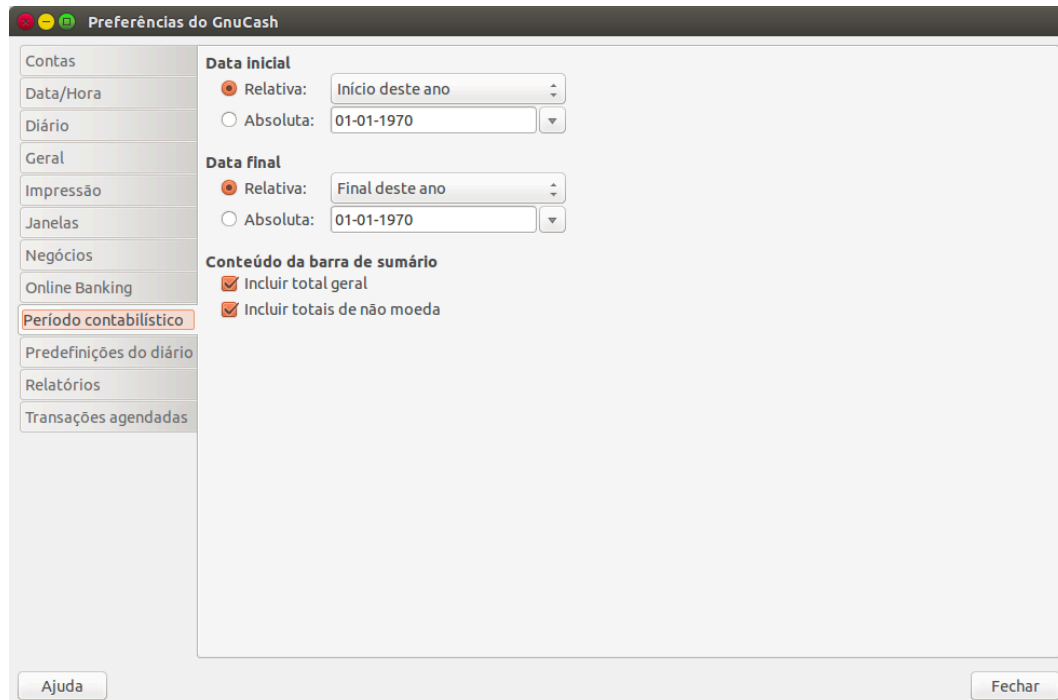 Preferências do GnuCash
Contas
Data/Hora
Diário
Geral
Impressão
Janelas
Negócios
Online Banking
Período contabilístico
Predefinições do diário
Relatórios
Transações agendadas
Data inicial
Relativa: Início deste ano
Absoluta: 01-01-1970
Data final
Relativa: Final deste ano
Absoluta: 01-01-1970
Conteúdo da barra de sumário
Incluir total geral
Incluir totais de não moeda
Ajuda
Fechar